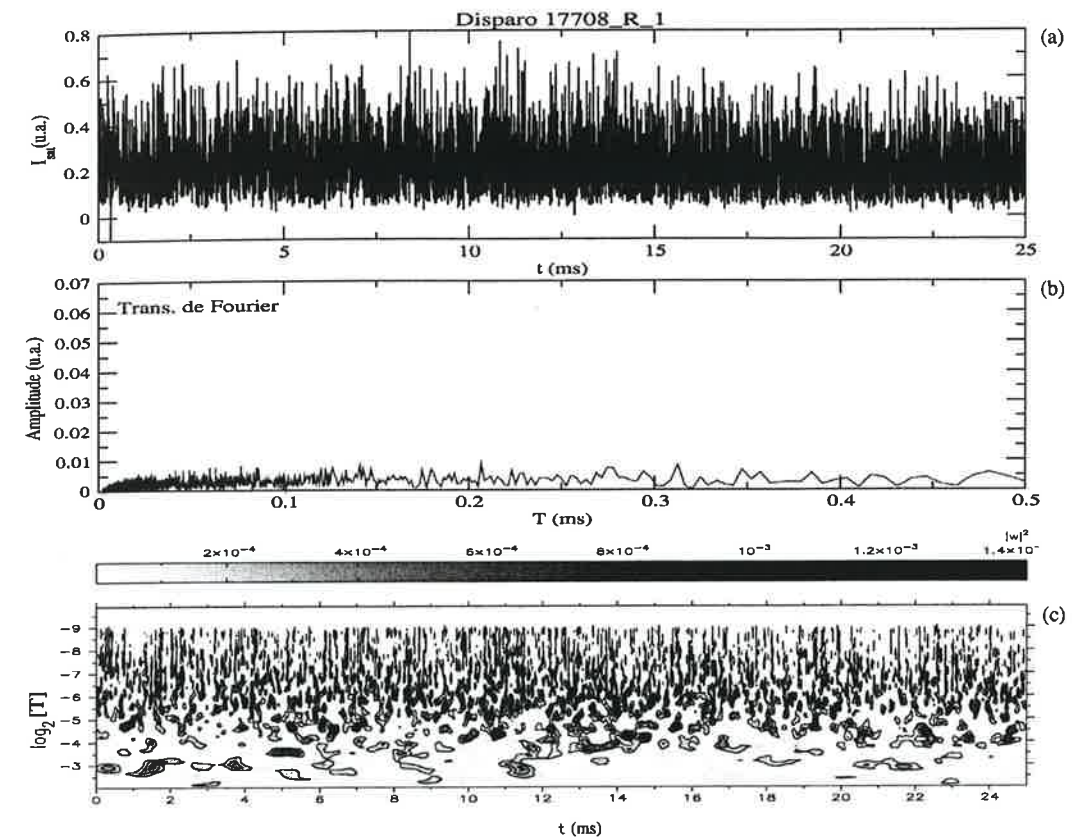 Disparo 17708_R_1
(a)
I_sat(u.a.)
0.8
0.6
0.4
0.2
0
0 5 10 15 20 25
t (ms)
(b)
Trans. de Fourier
Amplitude (u.a.)
0.07
0.06
0.05
0.04
0.03
0.02
0.01
0
0 0.1 0.2 0.3 0.4 0.5
T (ms)
|w|²
2×10⁻⁴ 4×10⁻⁴ 6×10⁻⁴ 8×10⁻⁴ 10⁻³ 1.2×10⁻³ 1.4×10⁻
(c)
log₂ [T]
-9
-8
-7
-6
-5
-4
-3
0 2 4 6 8 10 12 14 16 18 20 22 24
t (ms)